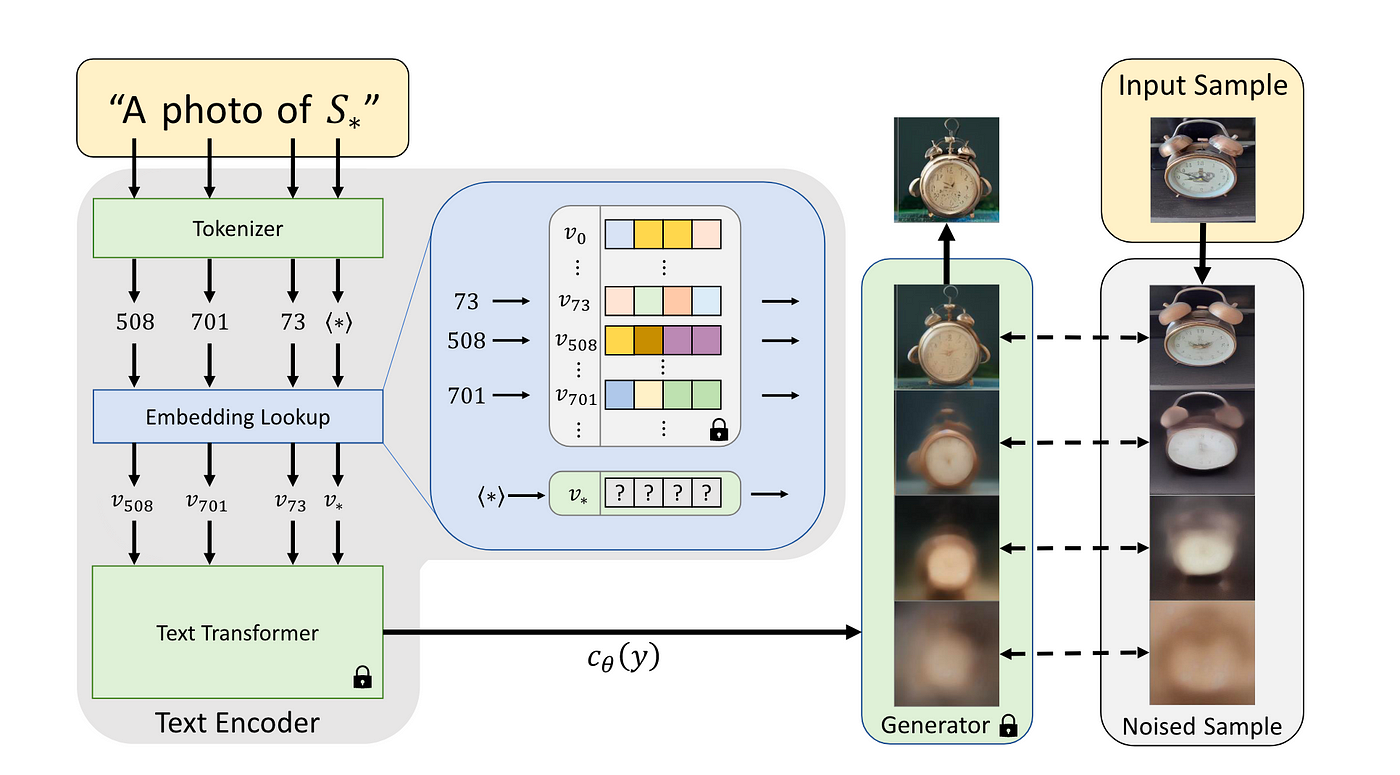 “A photo of S*”
Tokenizer
508 701 73 ⟨*⟩
Embedding Lookup
v508 v701 v73 v*
Text Transformer
Text Encoder
v0
⋮ ⋮
73 v73
508 v508
⋮ ⋮
701 v701
⋮ ⋮
⟨*⟩ v* ? ? ? ?
cθ(y)
Generator
Input Sample
Noised Sample